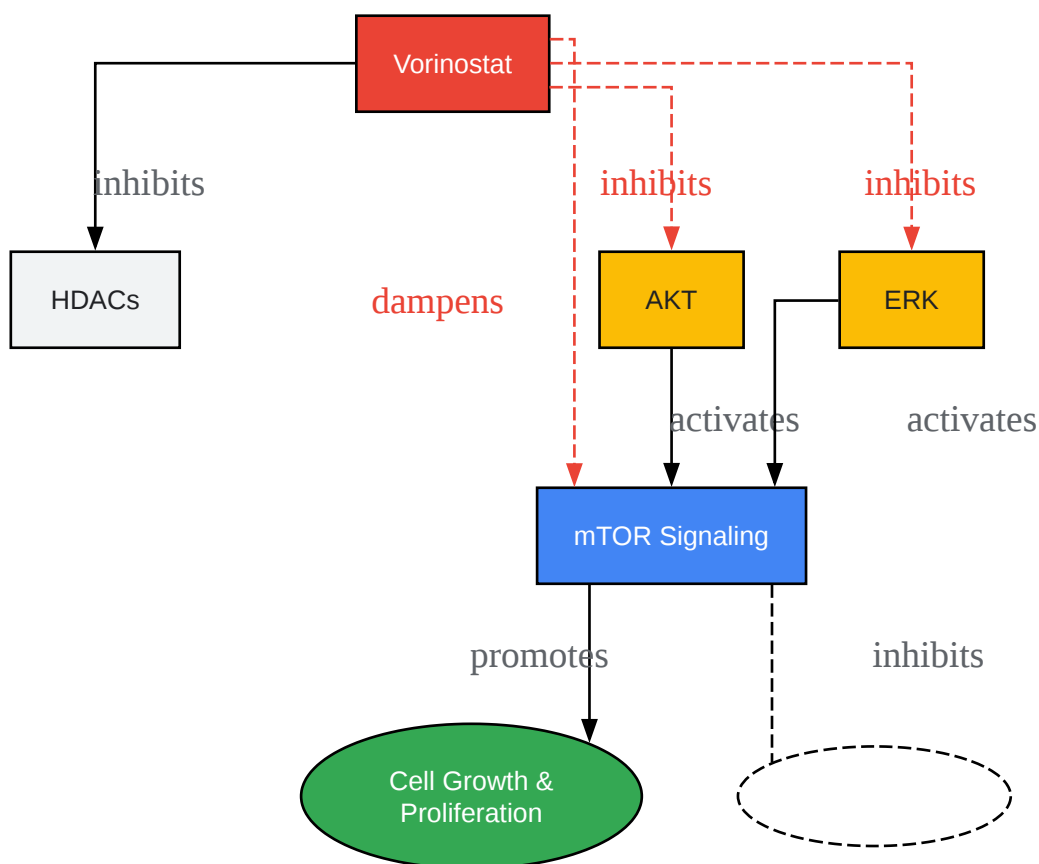 Vorinostat
inhibits
inhibits
inhibits
HDACs
dampens
AKT
ERK
activates
activates
mTOR Signaling
promotes
inhibits
Cell Growth &
Proliferation